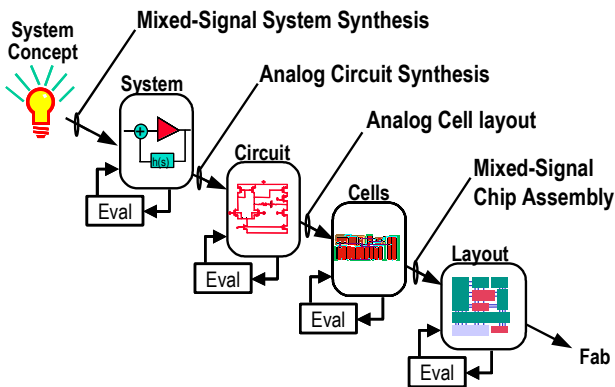 System
Concept
Mixed-Signal System Synthesis
System
Analog Circuit Synthesis
h(s)
Eval
Circuit
Analog Cell layout
Eval
Cells
Mixed-Signal
Chip Assembly
Eval
Layout
Eval
Fab